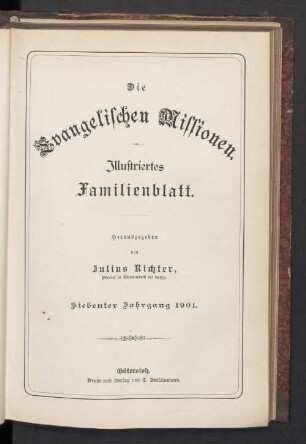 Die
Evangelischen Missionen.
Illustriertes
Familienblatt.
Herausgegeben
von
Julius Richter,
Siebenter Jahrgang 1901.
Gütersloh.
Druck und Verlag von C. Bertelsmann.